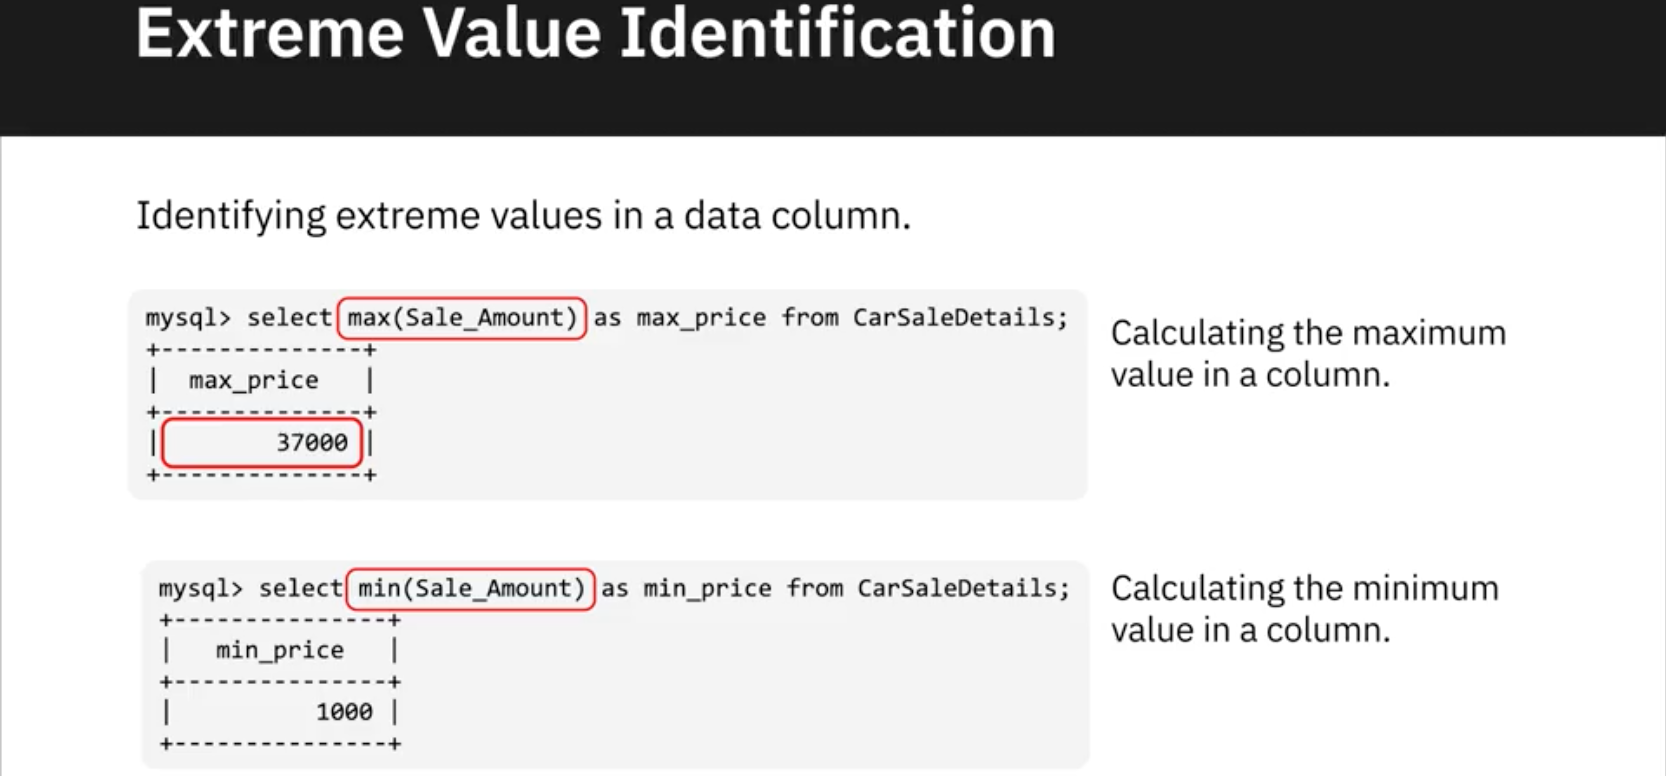 Extreme Value Identification
Identifying extreme values in a data column.
mysql> select max(Sale_Amount) as max_price from CarSaleDetails;
+--------------+
| max_price |
+--------------+
| 37000 |
+--------------+
Calculating the maximum
value in a column.
mysql> select min(Sale_Amount) as min_price from CarSaleDetails;
+---------------+
| min_price |
+---------------+
| 1000 |
+---------------+
Calculating the minimum
value in a column.